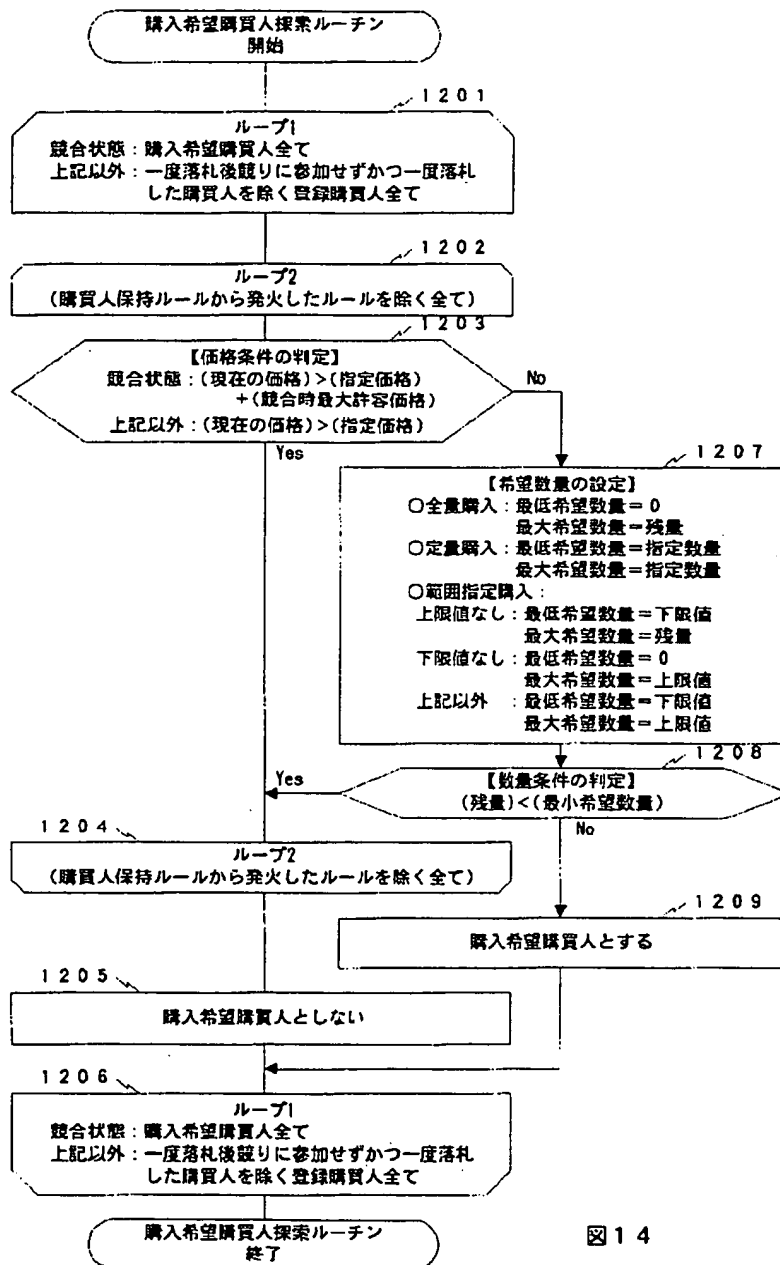 購入希望購買人探索ルーチン
開始
1201
ループ1
競合状態：購入希望購買人全て
上記以外：一度落札後競りに参加せずかつ一度落札
した購買人を除く登録購買人全て
1202
ループ2
(購買人保持ルールから発火したルールを除く全て)
1203
【価格条件の判定】
競合状態：(現在の価格)>(指定価格)
+(競合時最大許容価格)
上記以外：(現在の価格)>(指定価格)
No
Yes
1207
【希望数量の設定】
○全量購入：最低希望数量＝0
最大希望数量＝残量
○定量購入：最低希望数量＝指定数量
最大希望数量＝指定数量
○範囲指定購入：
上限値なし：最低希望数量＝下限値
最大希望数量＝残量
下限値なし：最低希望数量＝0
最大希望数量＝上限値
上記以外　：最低希望数量＝下限値
最大希望数量＝上限値
1208
【数量条件の判定】
(残量)<(最小希望数量)
Yes
No
1204
ループ2
(購買人保持ルールから発火したルールを除く全て)
1209
購入希望購買人とする
1205
購入希望購買人としない
1206
ループ1
競合状態：購入希望購買人全て
上記以外：一度落札後競りに参加せずかつ一度落札
した購買人を除く登録購買人全て
購入希望購買人探索ルーチン
終了
図14